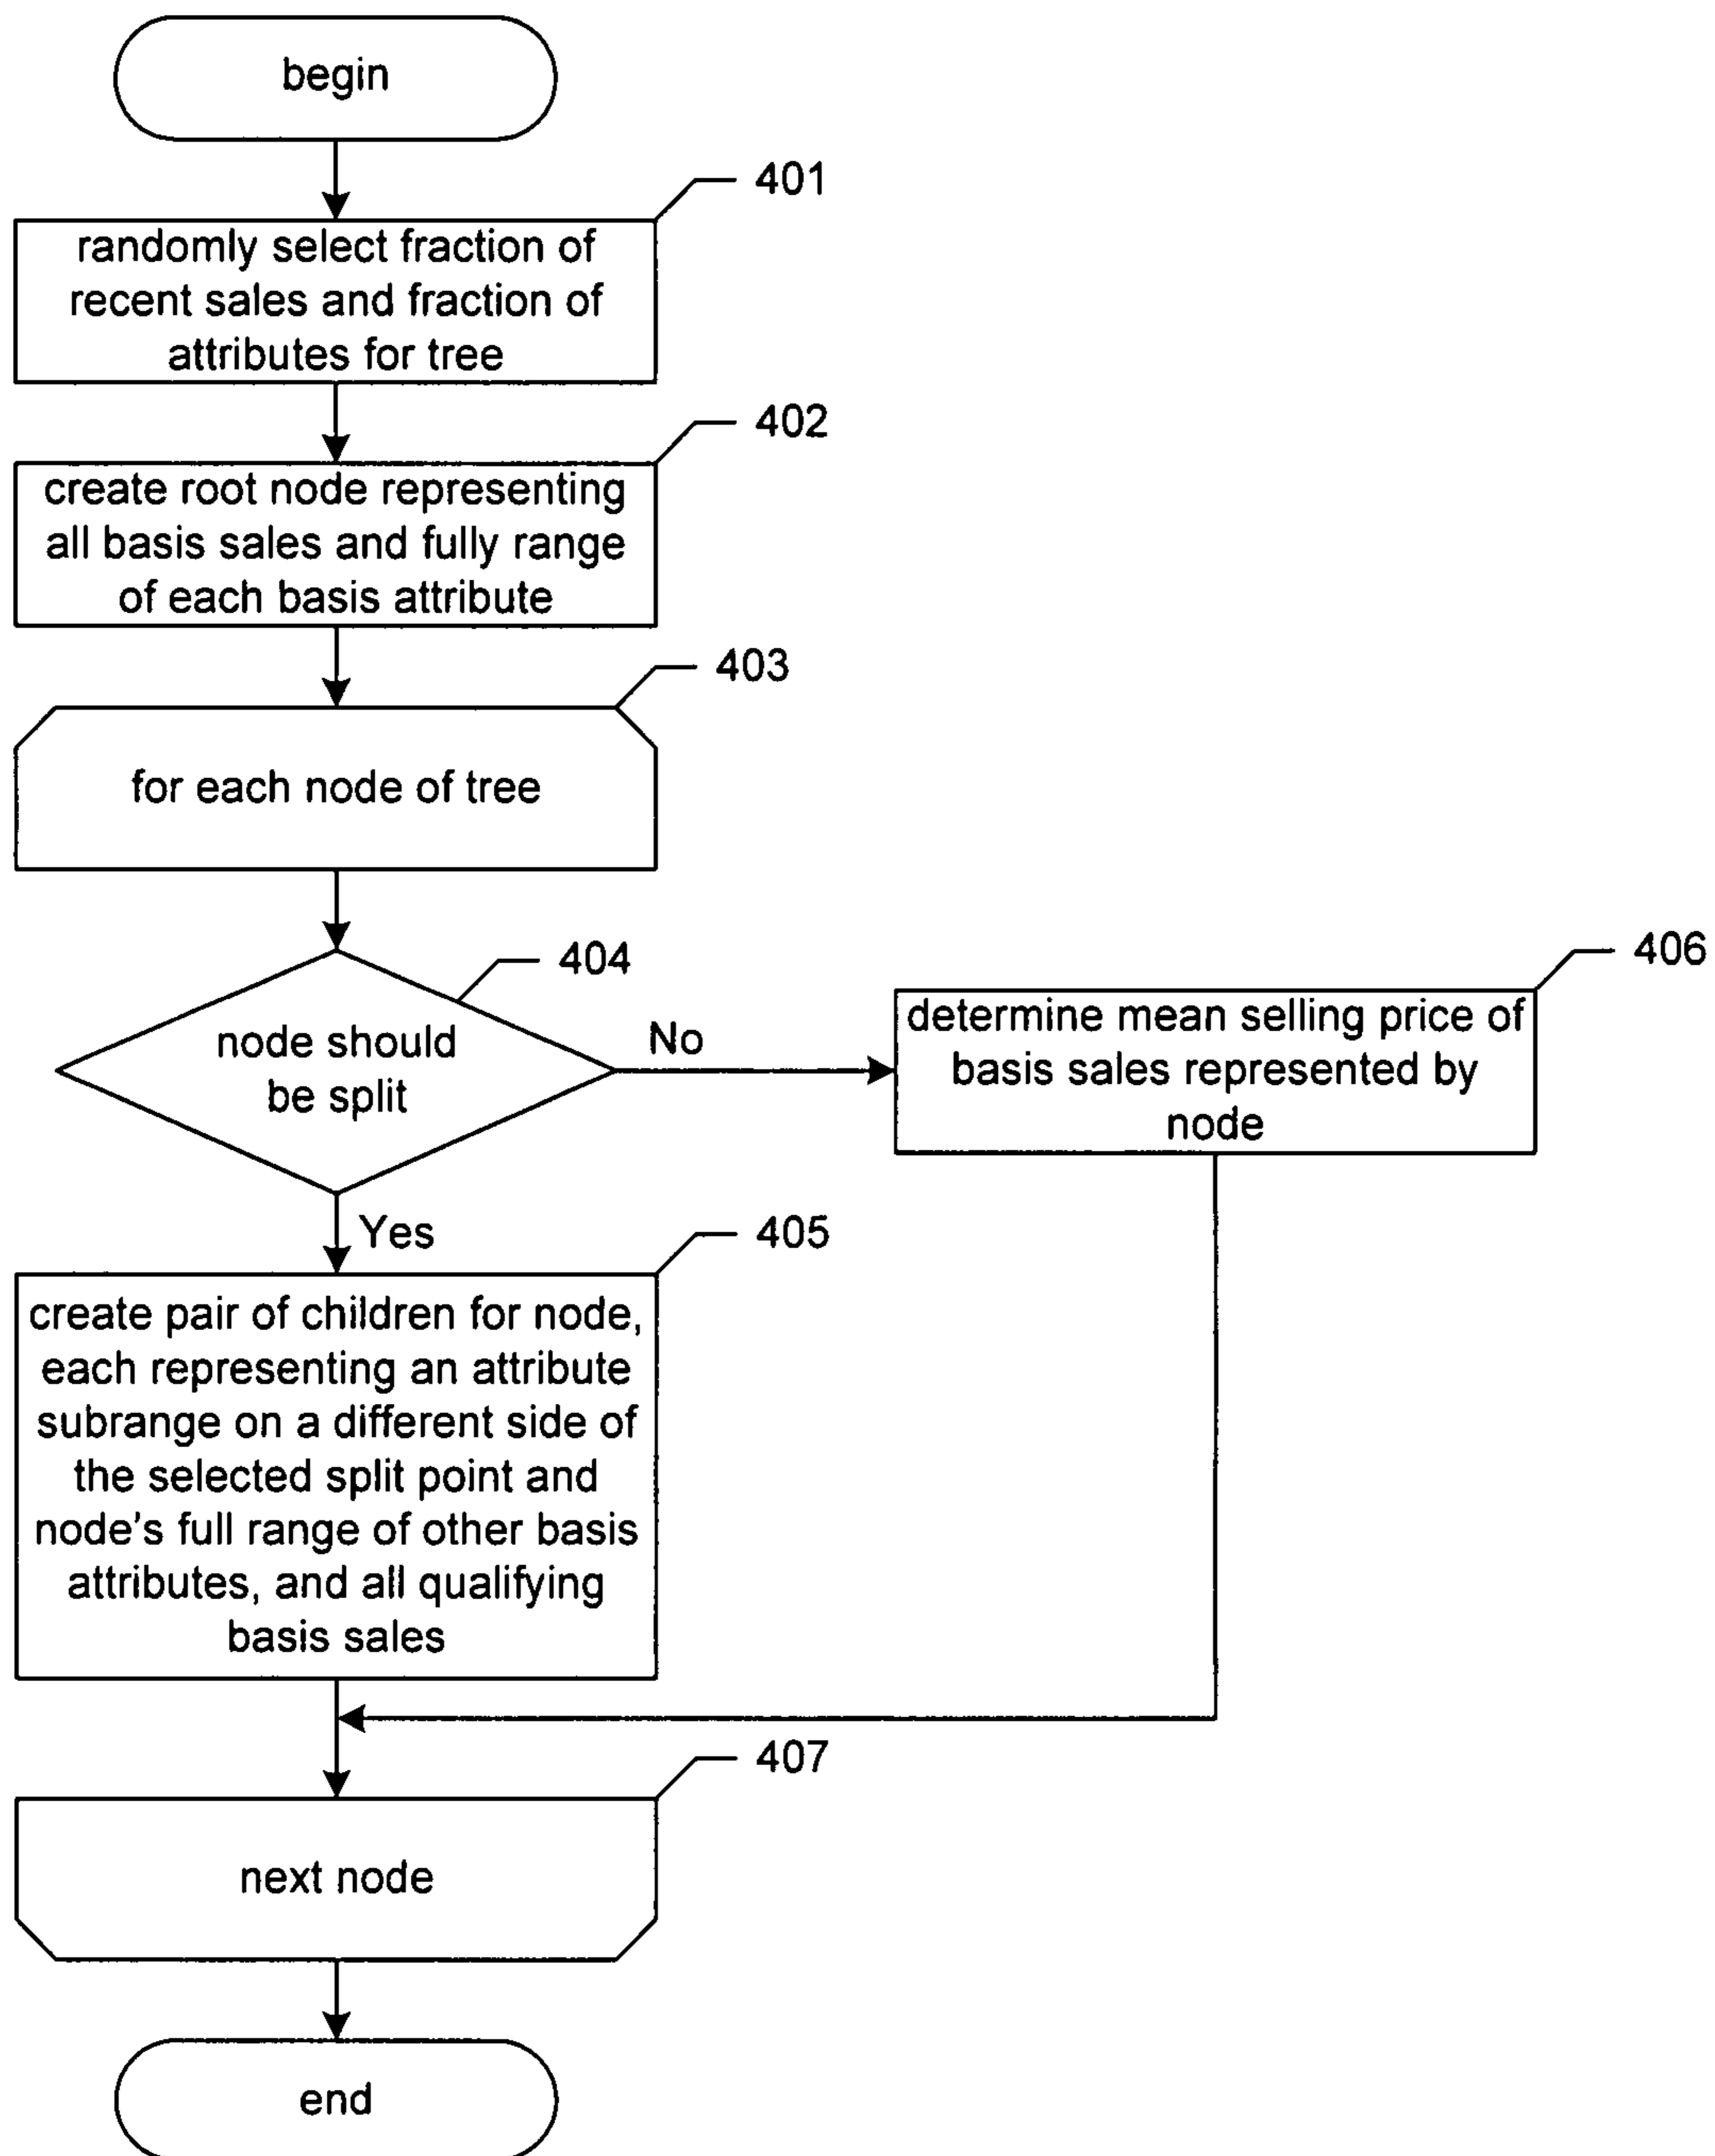 begin
401
randomly select fraction of
recent sales and fraction of
attributes for tree
402
create root node representing
all basis sales and fully range
of each basis attribute
403
for each node of tree
404
node should
be split
No
406
determine mean selling price of
basis sales represented by
node
Yes
405
create pair of children for node,
each representing an attribute
subrange on a different side of
the selected split point and
node's full range of other basis
attributes, and all qualifying
basis sales
407
next node
end